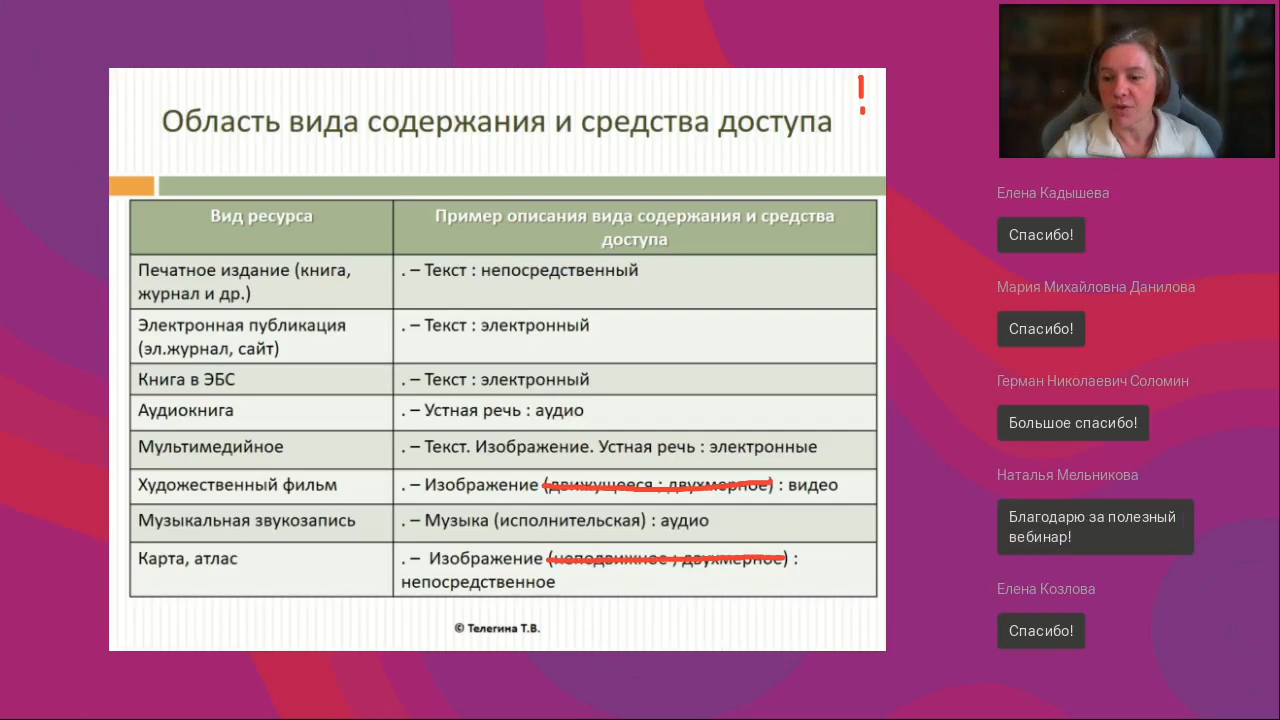 Область вида содержания и средства доступа
!
Вид ресурса
Пример описания вида содержания и средства
доступа
Печатное издание (книга,
журнал и др.)
. – Текст : непосредственный
Электронная публикация
(эл.журнал, сайт)
. – Текст : электронный
Книга в ЭБС
. – Текст : электронный
Аудиокнига
. – Устная речь : аудио
Мультимедийное
. – Текст. Изображение. Устная речь : электронные
Художественный фильм
. – Изображение (движущееся ; двухмерное) : видео
Музыкальная звукозапись
. – Музыка (исполнительская) : аудио
Карта, атлас
. – Изображение (неподвижное ; двухмерное) :
непосредственное
© Телегина Т.В.
Елена Кадышева
Спасибо!
Мария Михайловна Данилова
Спасибо!
Герман Николаевич Соломин
Большое спасибо!
Наталья Мельникова
Благодарю за полезный
вебинар!
Елена Козлова
Спасибо!